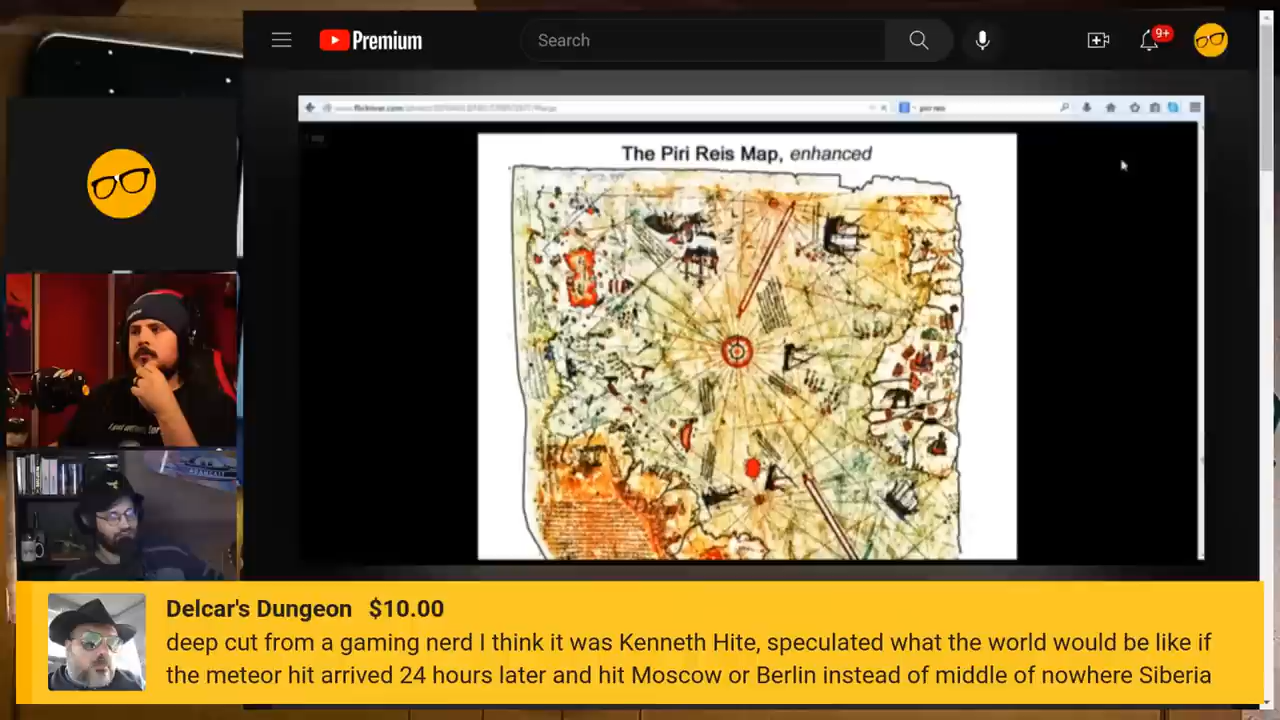 Premium
Search
9+
The Piri Reis Map, enhanced
Delcar's Dungeon $10.00
deep cut from a gaming nerd I think it was Kenneth Hite, speculated what the world would be like if
the meteor hit arrived 24 hours later and hit Moscow or Berlin instead of middle of nowhere Siberia